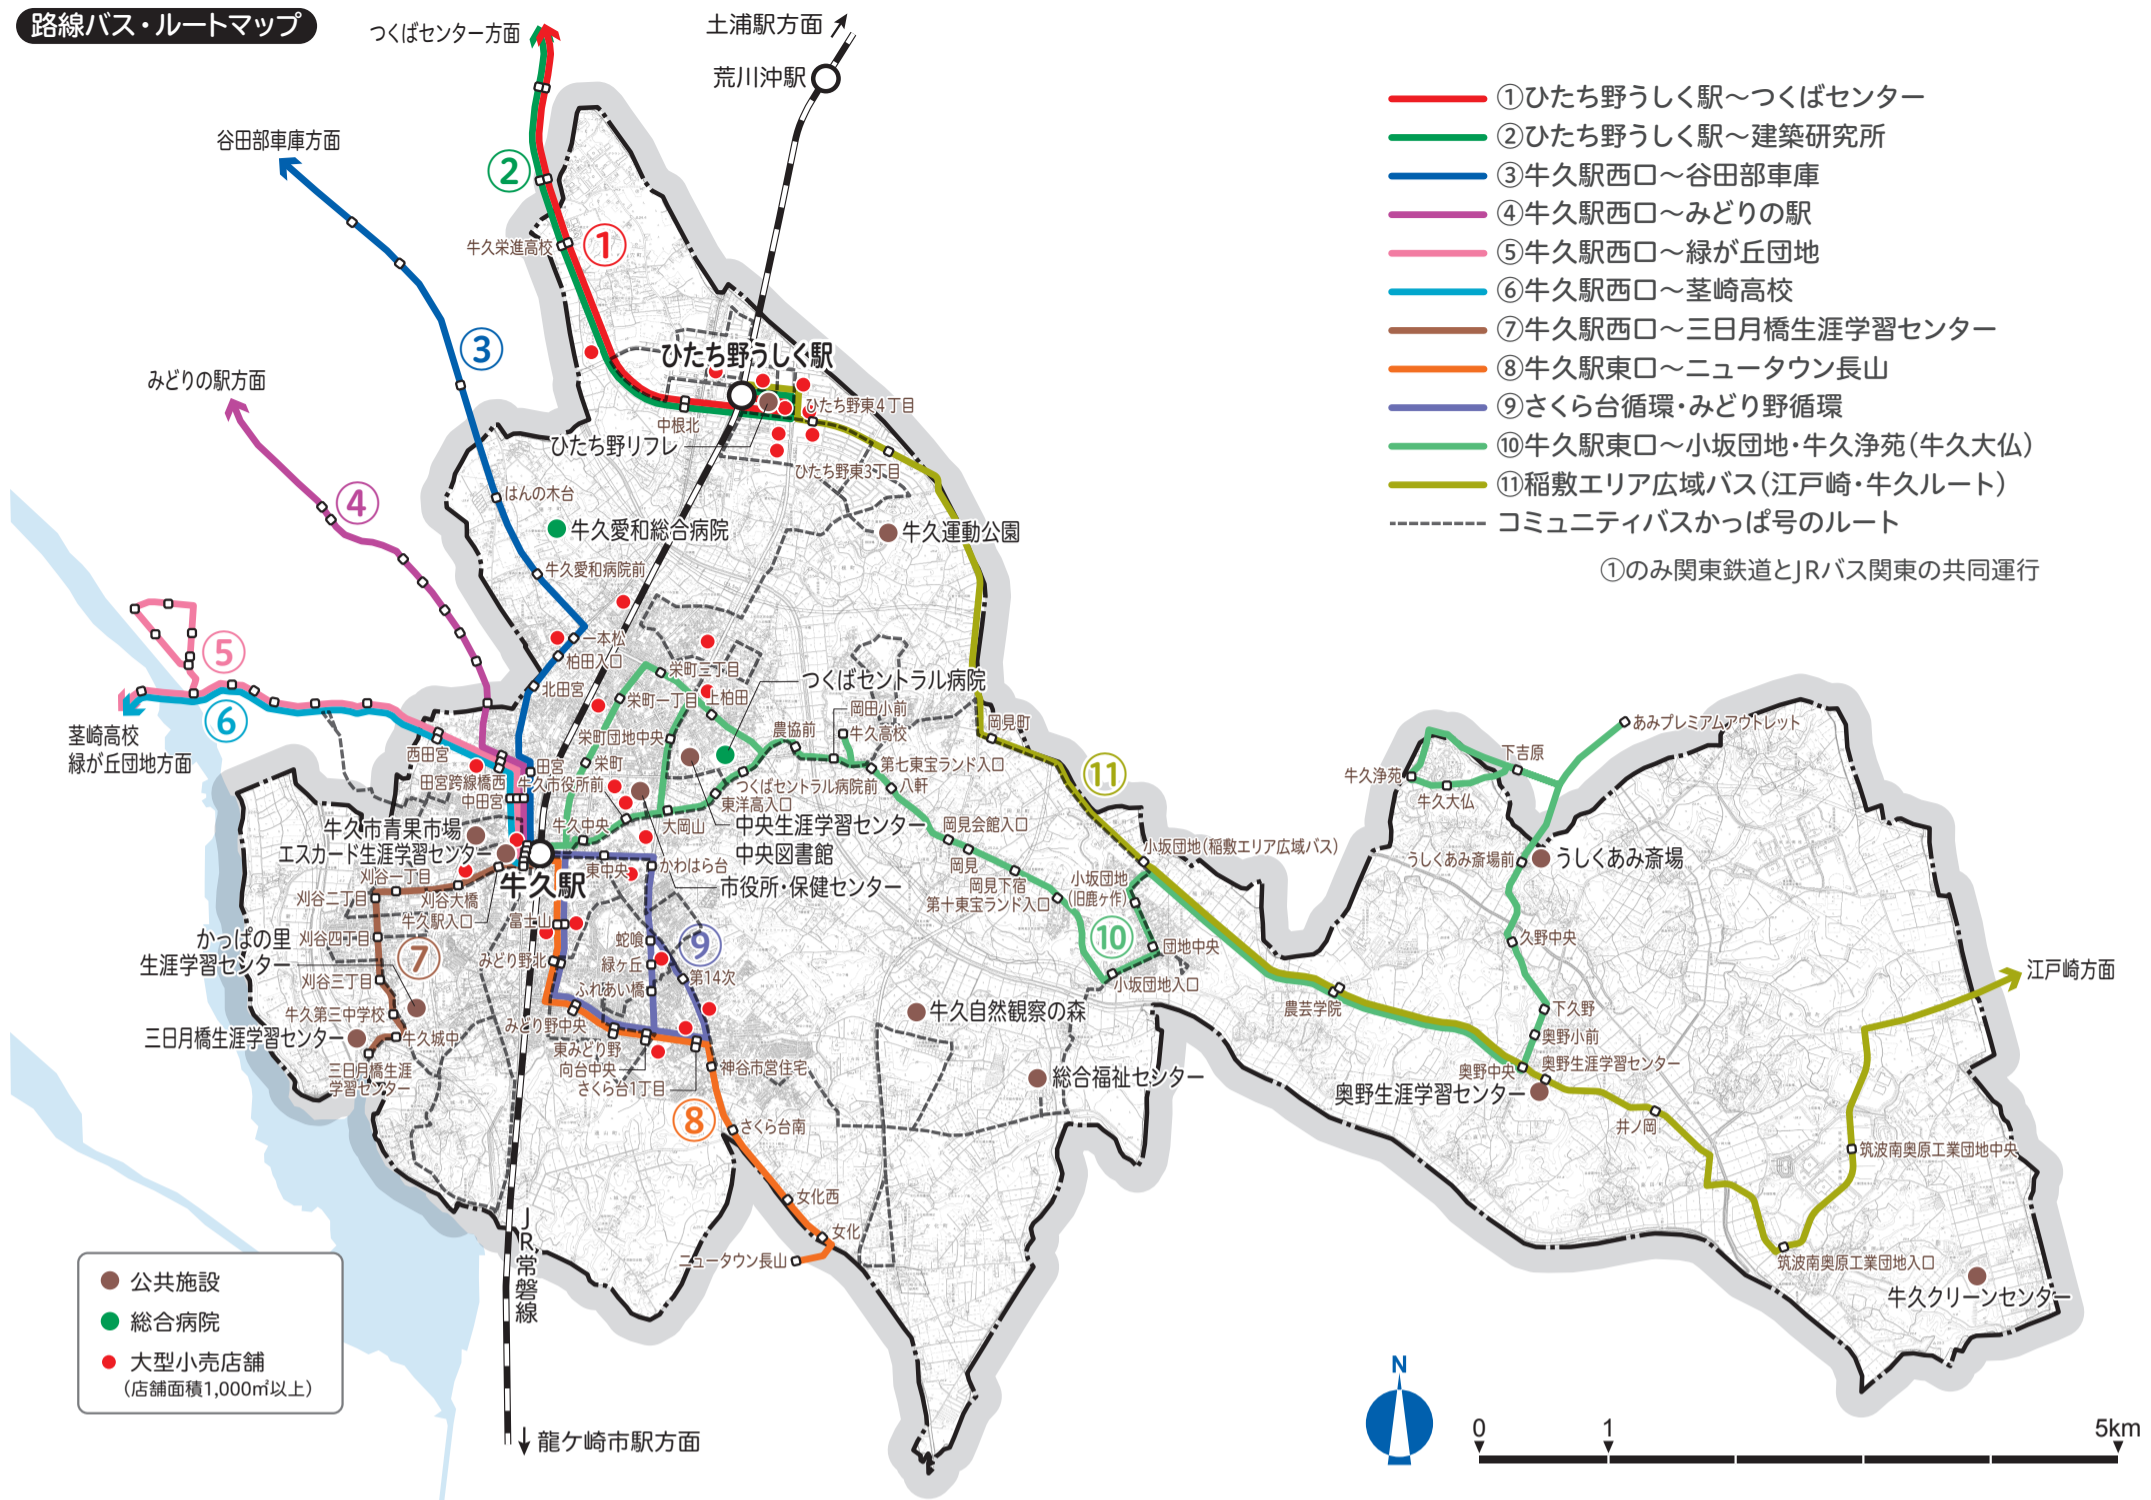 路線バス・ルートマップ
つくばセンター方面
土浦駅方面
荒川沖駅
谷田部車庫方面
②
牛久栄進高校
①
③
みどりの駅方面
ひたち野うしく駅
ひたち野東4丁目
中根北
ひたち野リフレ
ひたち野東3丁目
④
はんの木台
牛久愛和総合病院
牛久運動公園
牛久愛和病院前
⑤
一本松
柏田入口
北田宮
栄町三丁目
栄町一丁目
上柏田
つくばセントラル病院
岡田小前
⑥
茎崎高校
緑が丘団地方面
西田宮
田宮跨線橋西
中田宮
田宮
牛久市役所前
栄町団地中央
栄町
農協前
牛久高校
第七東宝ランド入口
つくばセントラル病院前
八軒
東洋高入口
岡見町
⑪
牛久市青果市場
エスカード生涯学習センター
牛久中央
大岡山
中央生涯学習センター
中央図書館
岡見会館入口
岡見
岡見下宿
第十東宝ランド入口
小坂団地(稲敷エリア広域バス)
小坂団地
(旧鹿ヶ作)
刈谷一丁目
刈谷二丁目
刈谷大橋
牛久駅入口
牛久駅
東中央
かわはら台
市役所・保健センター
富士山
かっぱの里
生涯学習センター
刈谷四丁目
⑦
刈谷三丁目
みどり野北
蛇喰
緑ヶ丘
ふれあい橋
⑨
第14次
⑩
団地中央
小坂団地入口
牛久第三中学校
三日月橋生涯学習センター
牛久城中
三日月橋生涯
学習センター
みどり野中央
東みどり野
向台中央
さくら台1丁目
神谷市営住宅
⑧
さくら台南
女化西
女化
ニュータウン長山
牛久自然観察の森
総合福祉センター
あみプレミアムアウトレット
下吉原
牛久浄苑
牛久大仏
うしくあみ斎場前
うしくあみ斎場
久野中央
農芸学院
下久野
奥野小前
奥野生涯学習センター
奥野中央
奥野生涯学習センター
井ノ岡
江戸崎方面
筑波南奥原工業団地中央
筑波南奥原工業団地入口
牛久クリーンセンター
JR常磐線
龍ケ崎市駅方面
①ひたち野うしく駅～つくばセンター
②ひたち野うしく駅～建築研究所
③牛久駅西口～谷田部車庫
④牛久駅西口～みどりの駅
⑤牛久駅西口～緑が丘団地
⑥牛久駅西口～茎崎高校
⑦牛久駅西口～三日月橋生涯学習センター
⑧牛久駅東口～ニュータウン長山
⑨さくら台循環・みどり野循環
⑩牛久駅東口～小坂団地・牛久浄苑(牛久大仏)
⑪稲敷エリア広域バス(江戸崎・牛久ルート)
コミュニティバスかっぱ号のルート
①のみ関東鉄道とJRバス関東の共同運行
公共施設
総合病院
大型小売店舗
(店舗面積1,000㎡以上)
N
0 1 5km